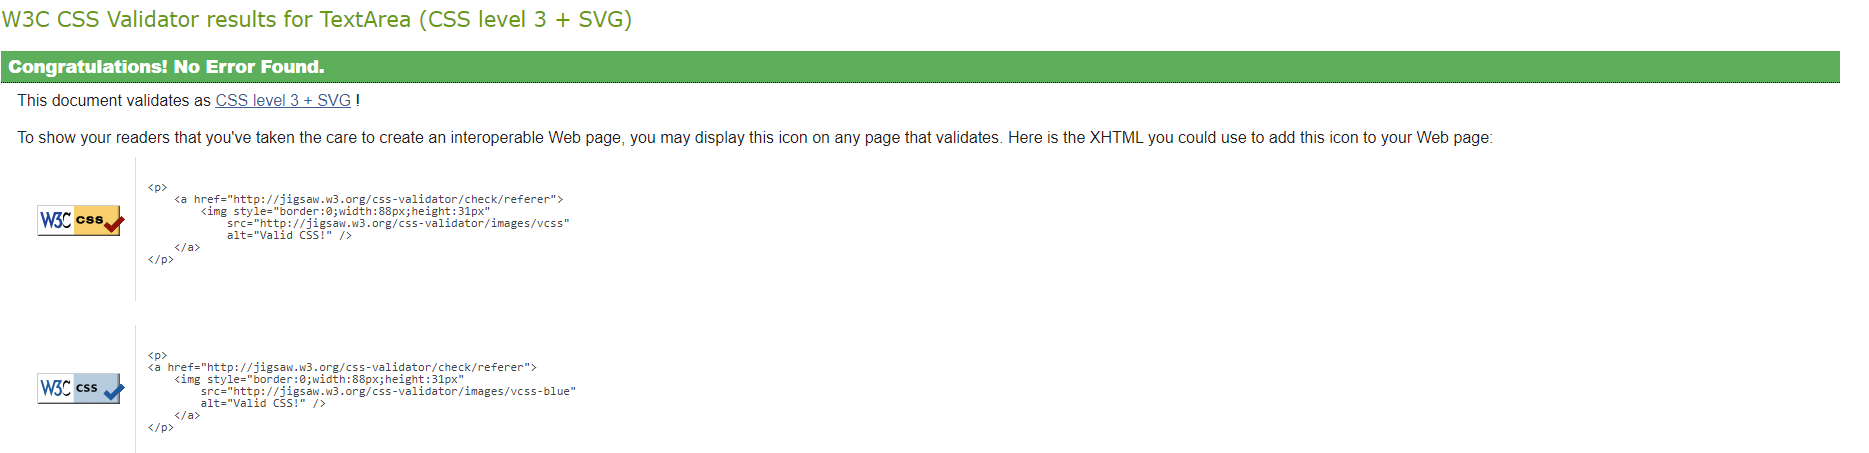 W3C CSS Validator results for TextArea (CSS level 3 + SVG)
Congratulations! No Error Found.
This document validates as CSS level 3 + SVG !
To show your readers that you've taken the care to create an interoperable Web page, you may display this icon on any page that validates. Here is the XHTML you could use to add this icon to your Web page:
W3C css
<p>
    <a href="http://jigsaw.w3.org/css-validator/check/referer">
        <img style="border:0;width:88px;height:31px"
            src="http://jigsaw.w3.org/css-validator/images/vcss"
            alt="Valid CSS!" />
    </a>
</p>
W3C css
<p>
<a href="http://jigsaw.w3.org/css-validator/check/referer">
    <img style="border:0;width:88px;height:31px"
        src="http://jigsaw.w3.org/css-validator/images/vcss-blue"
        alt="Valid CSS!" />
    </a>
</p>